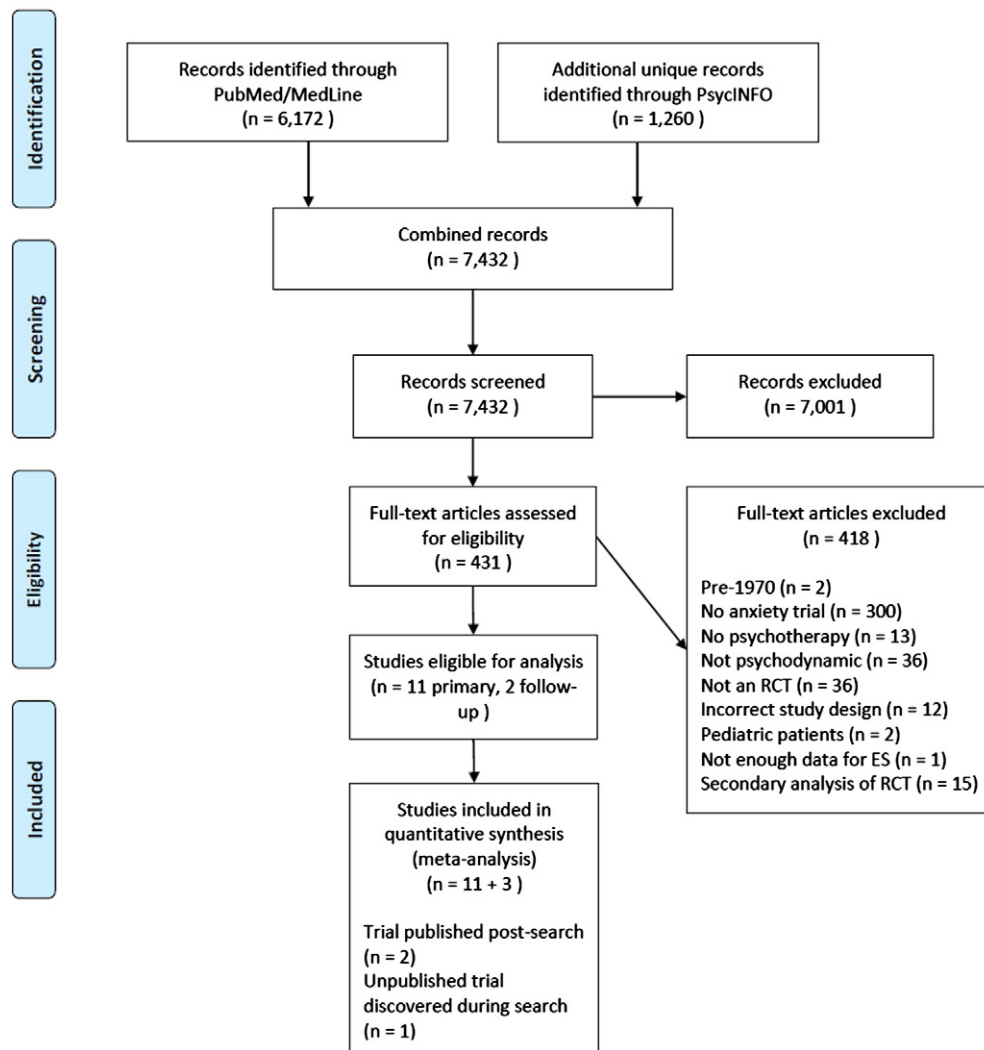 Identification
Records identified through
PubMed/MedLine
(n = 6,172 )
Additional unique records
identified through PsycINFO
(n = 1,260 )
Combined records
(n = 7,432 )
Screening
Records screened
(n = 7,432 )
Records excluded
(n = 7,001 )
Eligibility
Full-text articles assessed
for eligibility
(n = 431 )
Full-text articles excluded
(n = 418 )
Pre-1970 (n = 2)
No anxiety trial (n = 300)
No psychotherapy (n = 13)
Not psychodynamic (n = 36)
Not an RCT (n = 36)
Incorrect study design (n = 12)
Pediatric patients (n = 2)
Not enough data for ES (n = 1)
Secondary analysis of RCT (n = 15)
Studies eligible for analysis
(n = 11 primary, 2 follow-
up )
Included
Studies included in
quantitative synthesis
(meta-analysis)
(n = 11 + 3 )
Trial published post-search
(n = 2)
Unpublished trial
discovered during search
(n = 1)